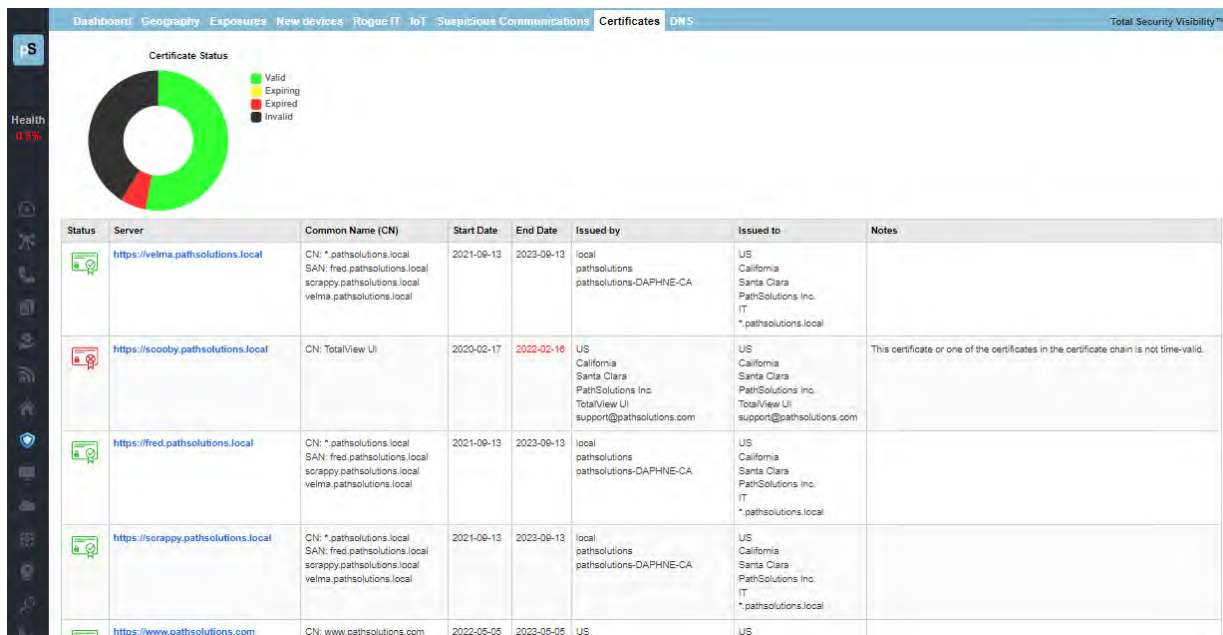 Dashboard Geography Exposures New devices Rogue IT IoT Suspicious Communications Certificates DNS Total Security Visibility™
pS
Health
0.5%
Certificate Status
Valid
Expiring
Expired
Invalid
Status Server Common Name (CN) Start Date End Date Issued by Issued to Notes
https://velma.pathsolutions.local CN: *.pathsolutions.local 2021-09-13 2023-09-13 local US
SAN: fred.pathsolutions.local pathsolutions California
scrappy.pathsolutions.local pathsolutions-DAPHNE-CA Santa Clara
velma.pathsolutions.local PathSolutions Inc.
IT
*.pathsolutions.local
https://scooby.pathsolutions.local CN: TotalView UI 2020-02-17 2022-02-16 US US This certificate or one of the certificates in the certificate chain is not time-valid.
California California
Santa Clara Santa Clara
PathSolutions Inc. PathSolutions Inc.
TotalView UI TotalView UI
support@pathsolutions.com support@pathsolutions.com
https://fred.pathsolutions.local CN: *.pathsolutions.local 2021-09-13 2023-09-13 local US
SAN: fred.pathsolutions.local pathsolutions California
scrappy.pathsolutions.local pathsolutions-DAPHNE-CA Santa Clara
velma.pathsolutions.local PathSolutions Inc.
IT
*.pathsolutions.local
https://scrappy.pathsolutions.local CN: *.pathsolutions.local 2021-09-13 2023-09-13 local US
SAN: fred.pathsolutions.local pathsolutions California
scrappy.pathsolutions.local pathsolutions-DAPHNE-CA Santa Clara
velma.pathsolutions.local PathSolutions Inc.
IT
*.pathsolutions.local
https://www.pathsolutions.com CN: www.pathsolutions.com 2022-05-05 2023-05-05 US US